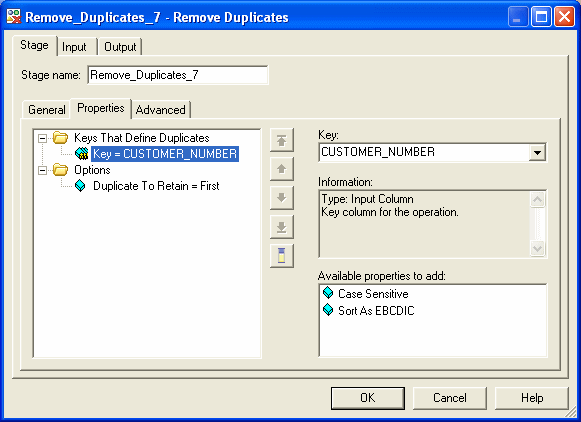 Remove_Duplicates_7 - Remove Duplicates
Stage Input Output
Stage name: Remove_Duplicates_7
General Properties Advanced
Keys That Define Duplicates
Key = CUSTOMER_NUMBER
Options
Duplicate To Retain = First
Key:
CUSTOMER_NUMBER
Information:
Type: Input Column
Key column for the operation.
Available properties to add:
Case Sensitive
Sort As EBCDIC
OK Cancel Help